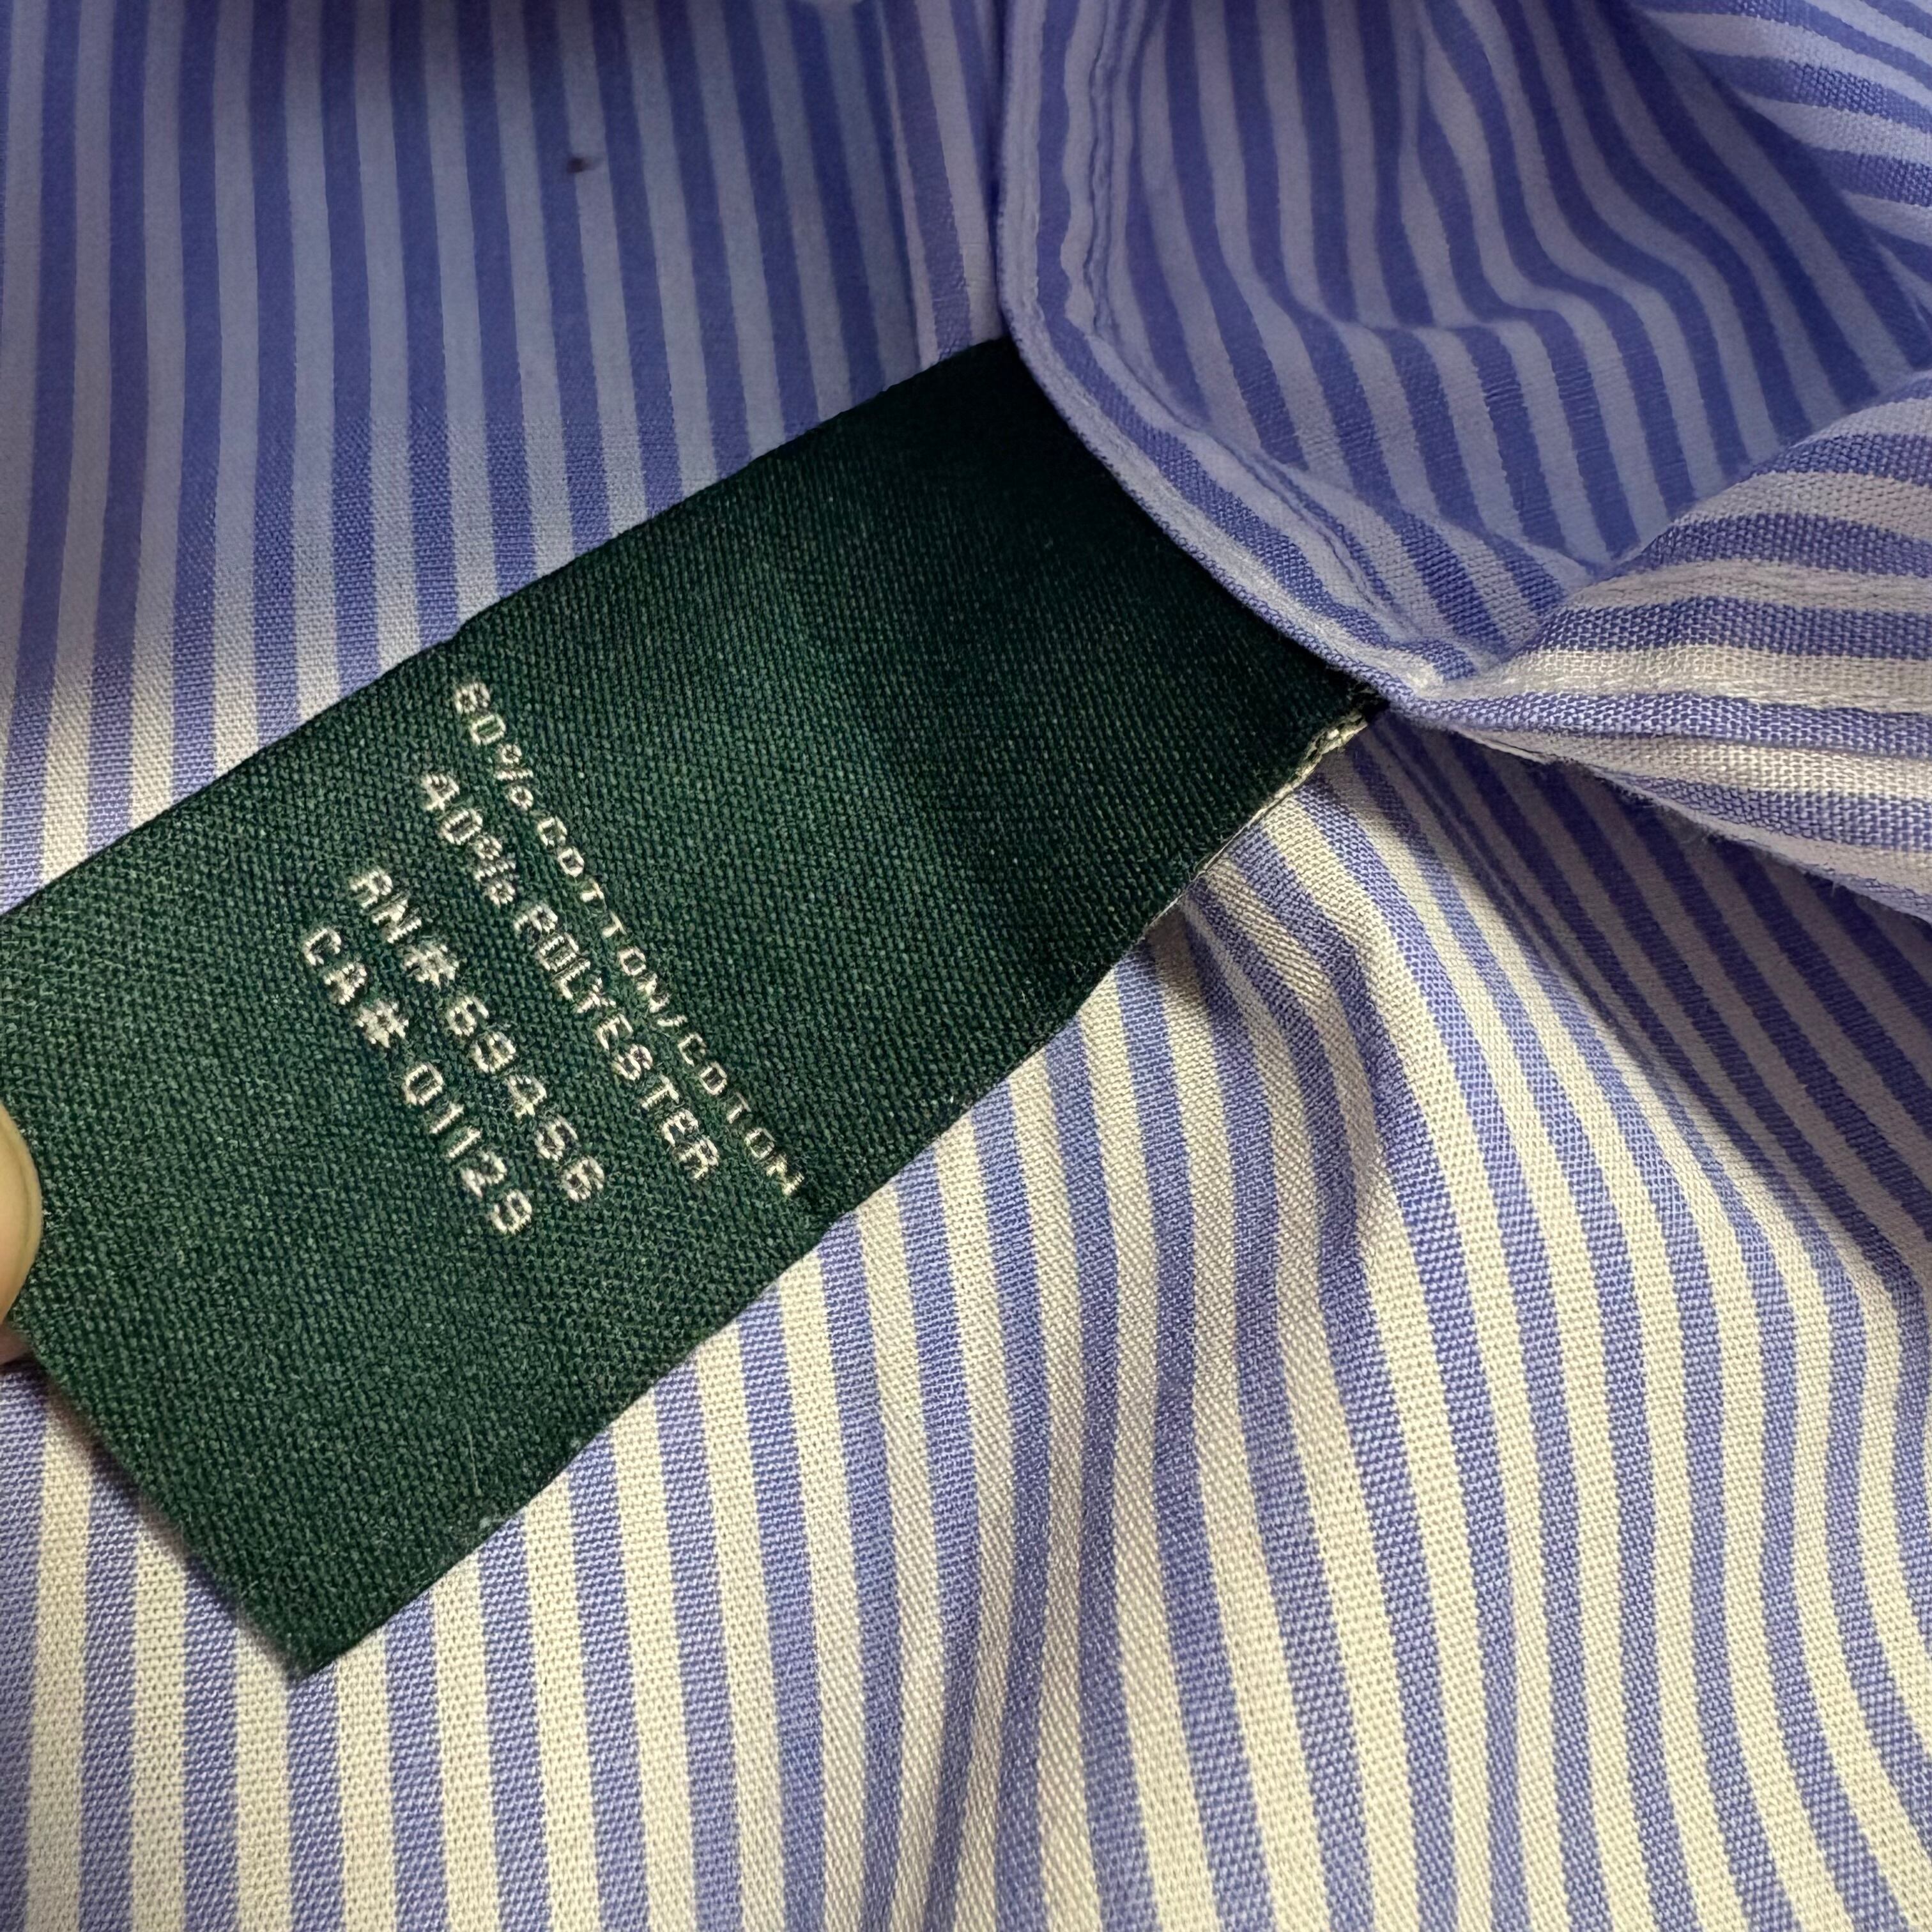 60% COTTON/COTON
40% POLYESTER
RN# 69456
CA# 01129